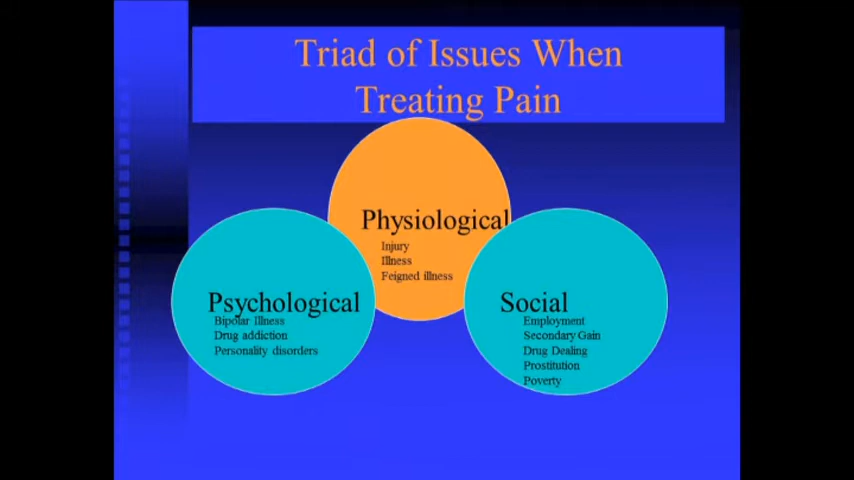 Triad of Issues When
Treating Pain
Physiological
Injury
Illness
Feigned illness
Psychological
Bipolar Illness
Drug addiction
Personality disorders
Social
Employment
Secondary Gain
Drug Dealing
Prostitution
Poverty